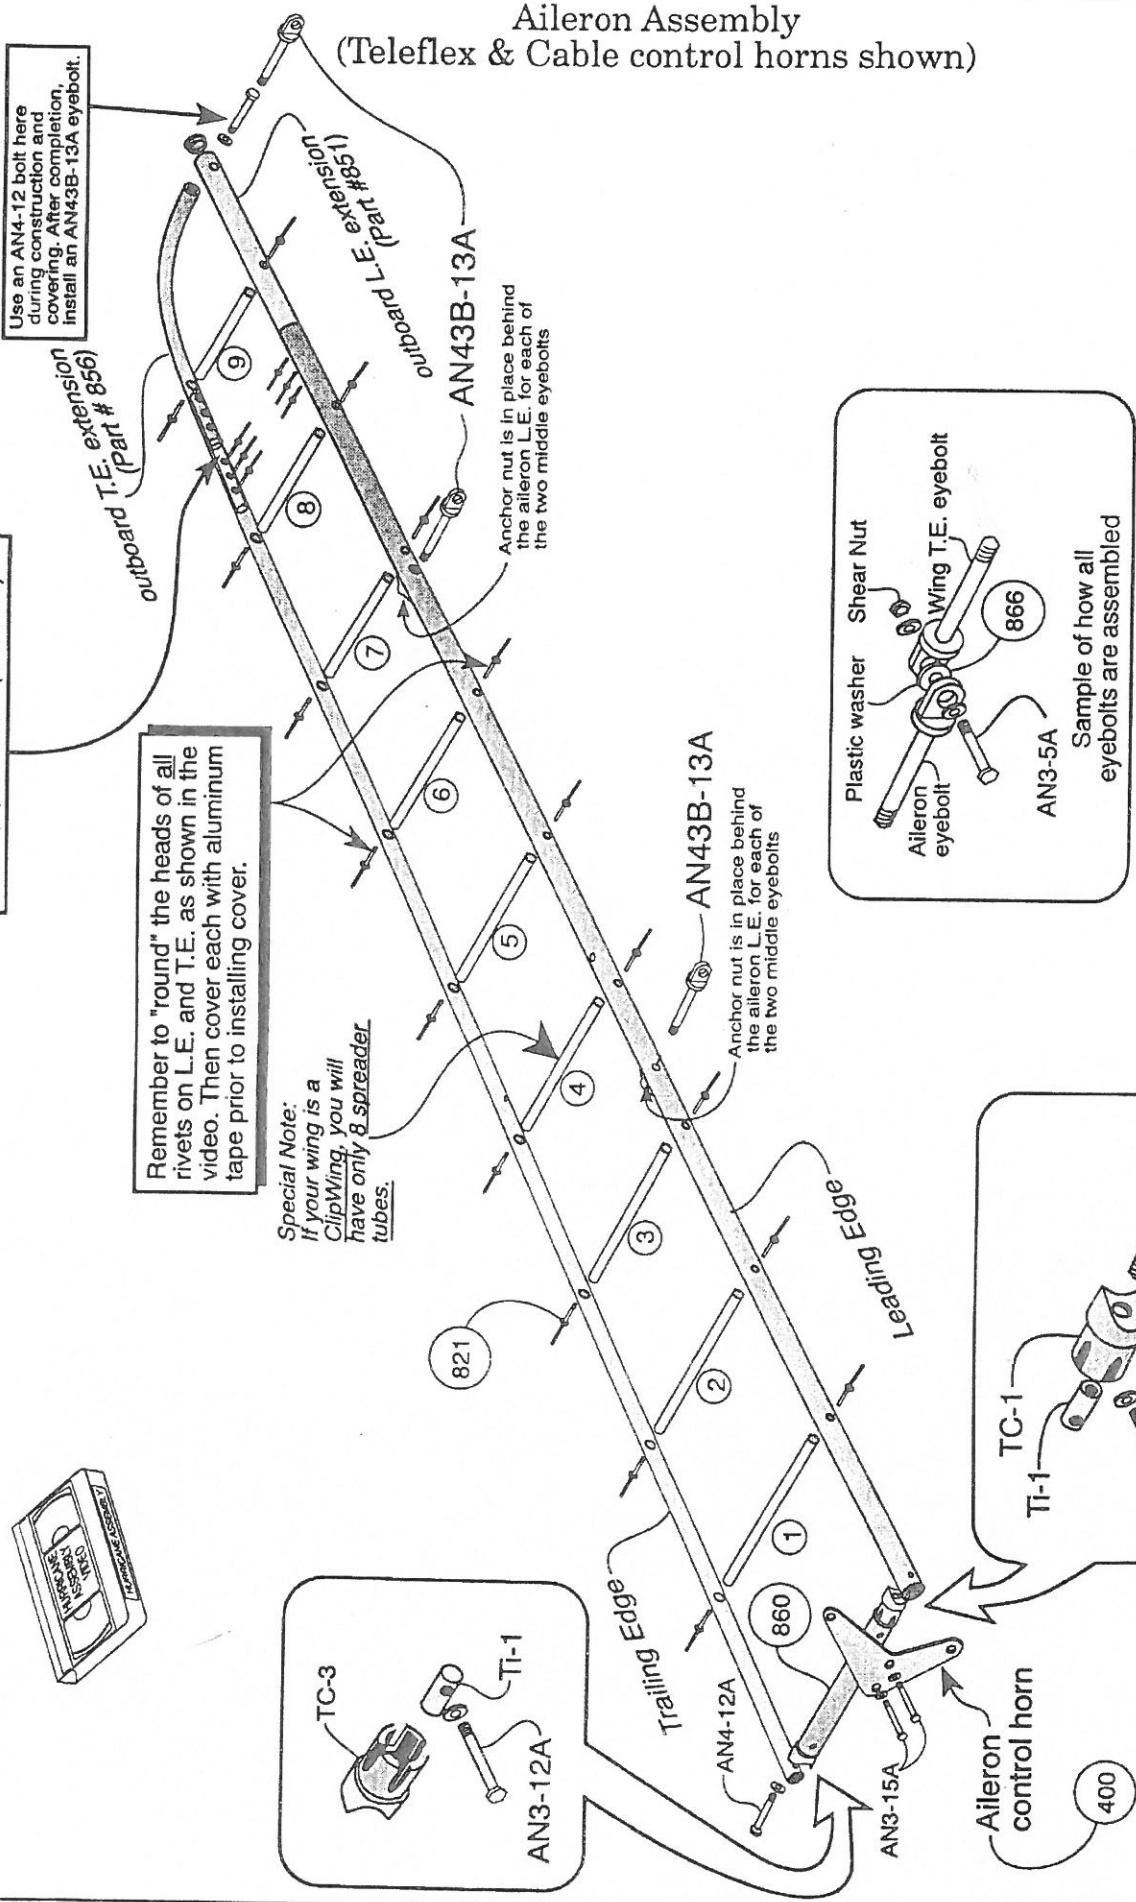 Aileron Assembly
(Teleflex & Cable control horns shown)
Use an AN4-12 bolt here
during construction and
covering. After completion,
install an AN43B-13A eyebolt.
outboard T.E. extension
(Part # 856)
outboard L.E. extension
(Part #851)
AN43B-13A
Anchor nut is in place behind
the aileron L.E. for each of
the two middle eyebolts
Remember to "round" the heads of all
rivets on L.E. and T.E. as shown in the
video. Then cover each with aluminum
tape prior to installing cover.
Special Note:
If your wing is a
ClipWing, you will
have only 8 spreader
tubes.
9
8
7
6
5
4
3
2
1
821
AN43B-13A
Anchor nut is in place behind
the aileron L.E. for each of
the two middle eyebolts
Plastic washer
Shear Nut
Wing T.E. eyebolt
866
Aileron
eyebolt
AN3-5A
Sample of how all
eyebolts are assembled
HURRICANE
ASSEMBLY
VIDEO
HURRICANE ASSEMBLY
Trailing Edge
Leading Edge
TC-3
Ti-1
AN3-12A
860
AN4-12A
AN3-15A
Aileron
control horn
400
TC-1
Ti-1